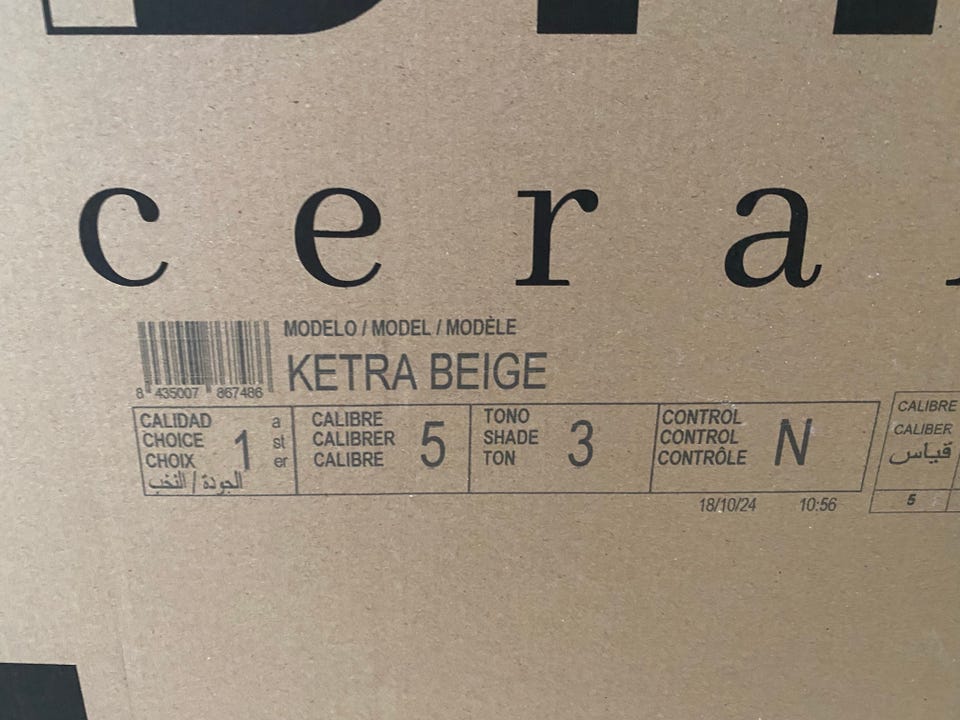 cera
MODELO / MODEL / MODÈLE
KETRA BEIGE
8 435007 867486
CALIDAD
CHOICE
CHOIX
الجودة / النخب
1
a
st
er
CALIBRE
CALIBRER
CALIBRE
5
TONO
SHADE
TON
3
CONTROL
CONTROL
CONTRÔLE
N
18/10/24 10:56
CALIBRE
CALIBER
قياس
5